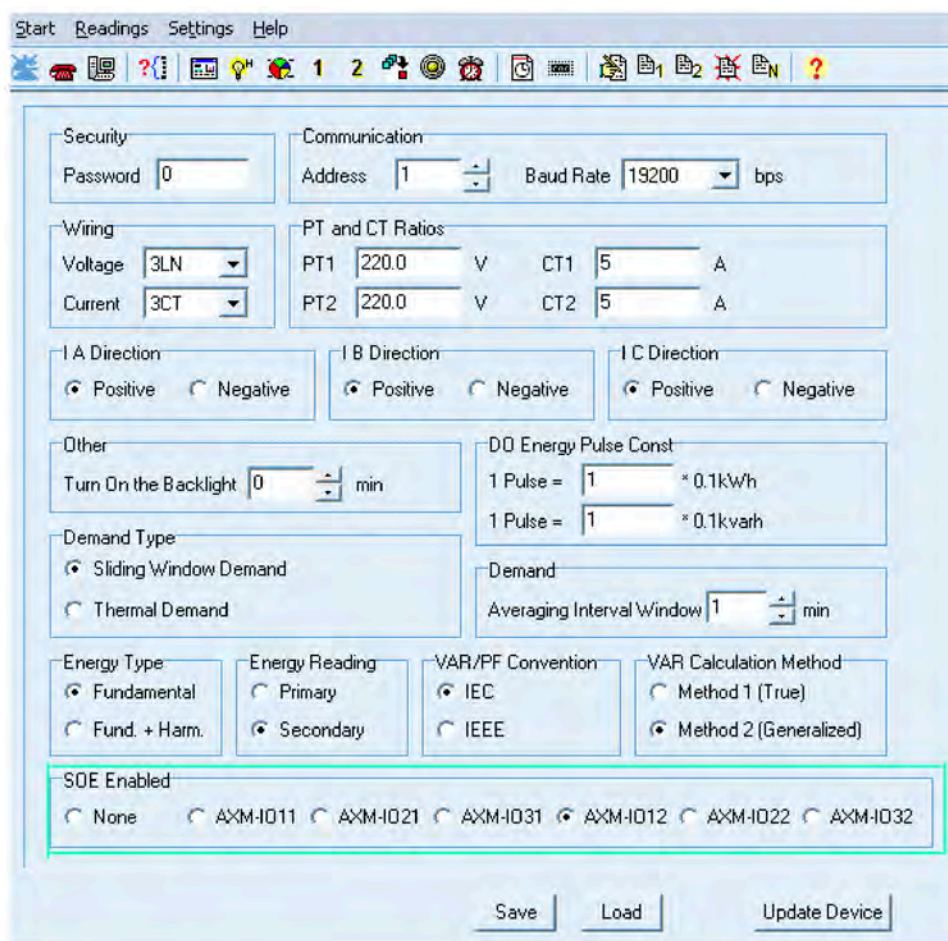 Start Readings Settings Help
?{} H 1 2 1 2 N ?
Security Communication
Password 0 Address 1 Baud Rate 19200 bps
Wiring PT and CT Ratios
Voltage 3LN PT1 220.0 V CT1 5 A
Current 3CT PT2 220.0 V CT2 5 A
I A Direction I B Direction I C Direction
Positive Negative Positive Negative Positive Negative
Other DO Energy Pulse Const
Turn On the Backlight 0 min 1 Pulse = 1 * 0.1kWh
1 Pulse = 1 * 0.1kvarh
Demand Type
Sliding Window Demand Demand
Thermal Demand Averaging Interval Window 1 min
Energy Type Energy Reading VAR/PF Convention VAR Calculation Method
Fundamental Primary IEC Method 1 (True)
Fund. + Harm. Secondary IEEE Method 2 (Generalized)
SOE Enabled
None AXM-IO11 AXM-IO21 AXM-IO31 AXM-IO12 AXM-IO22 AXM-IO32
Save Load Update Device